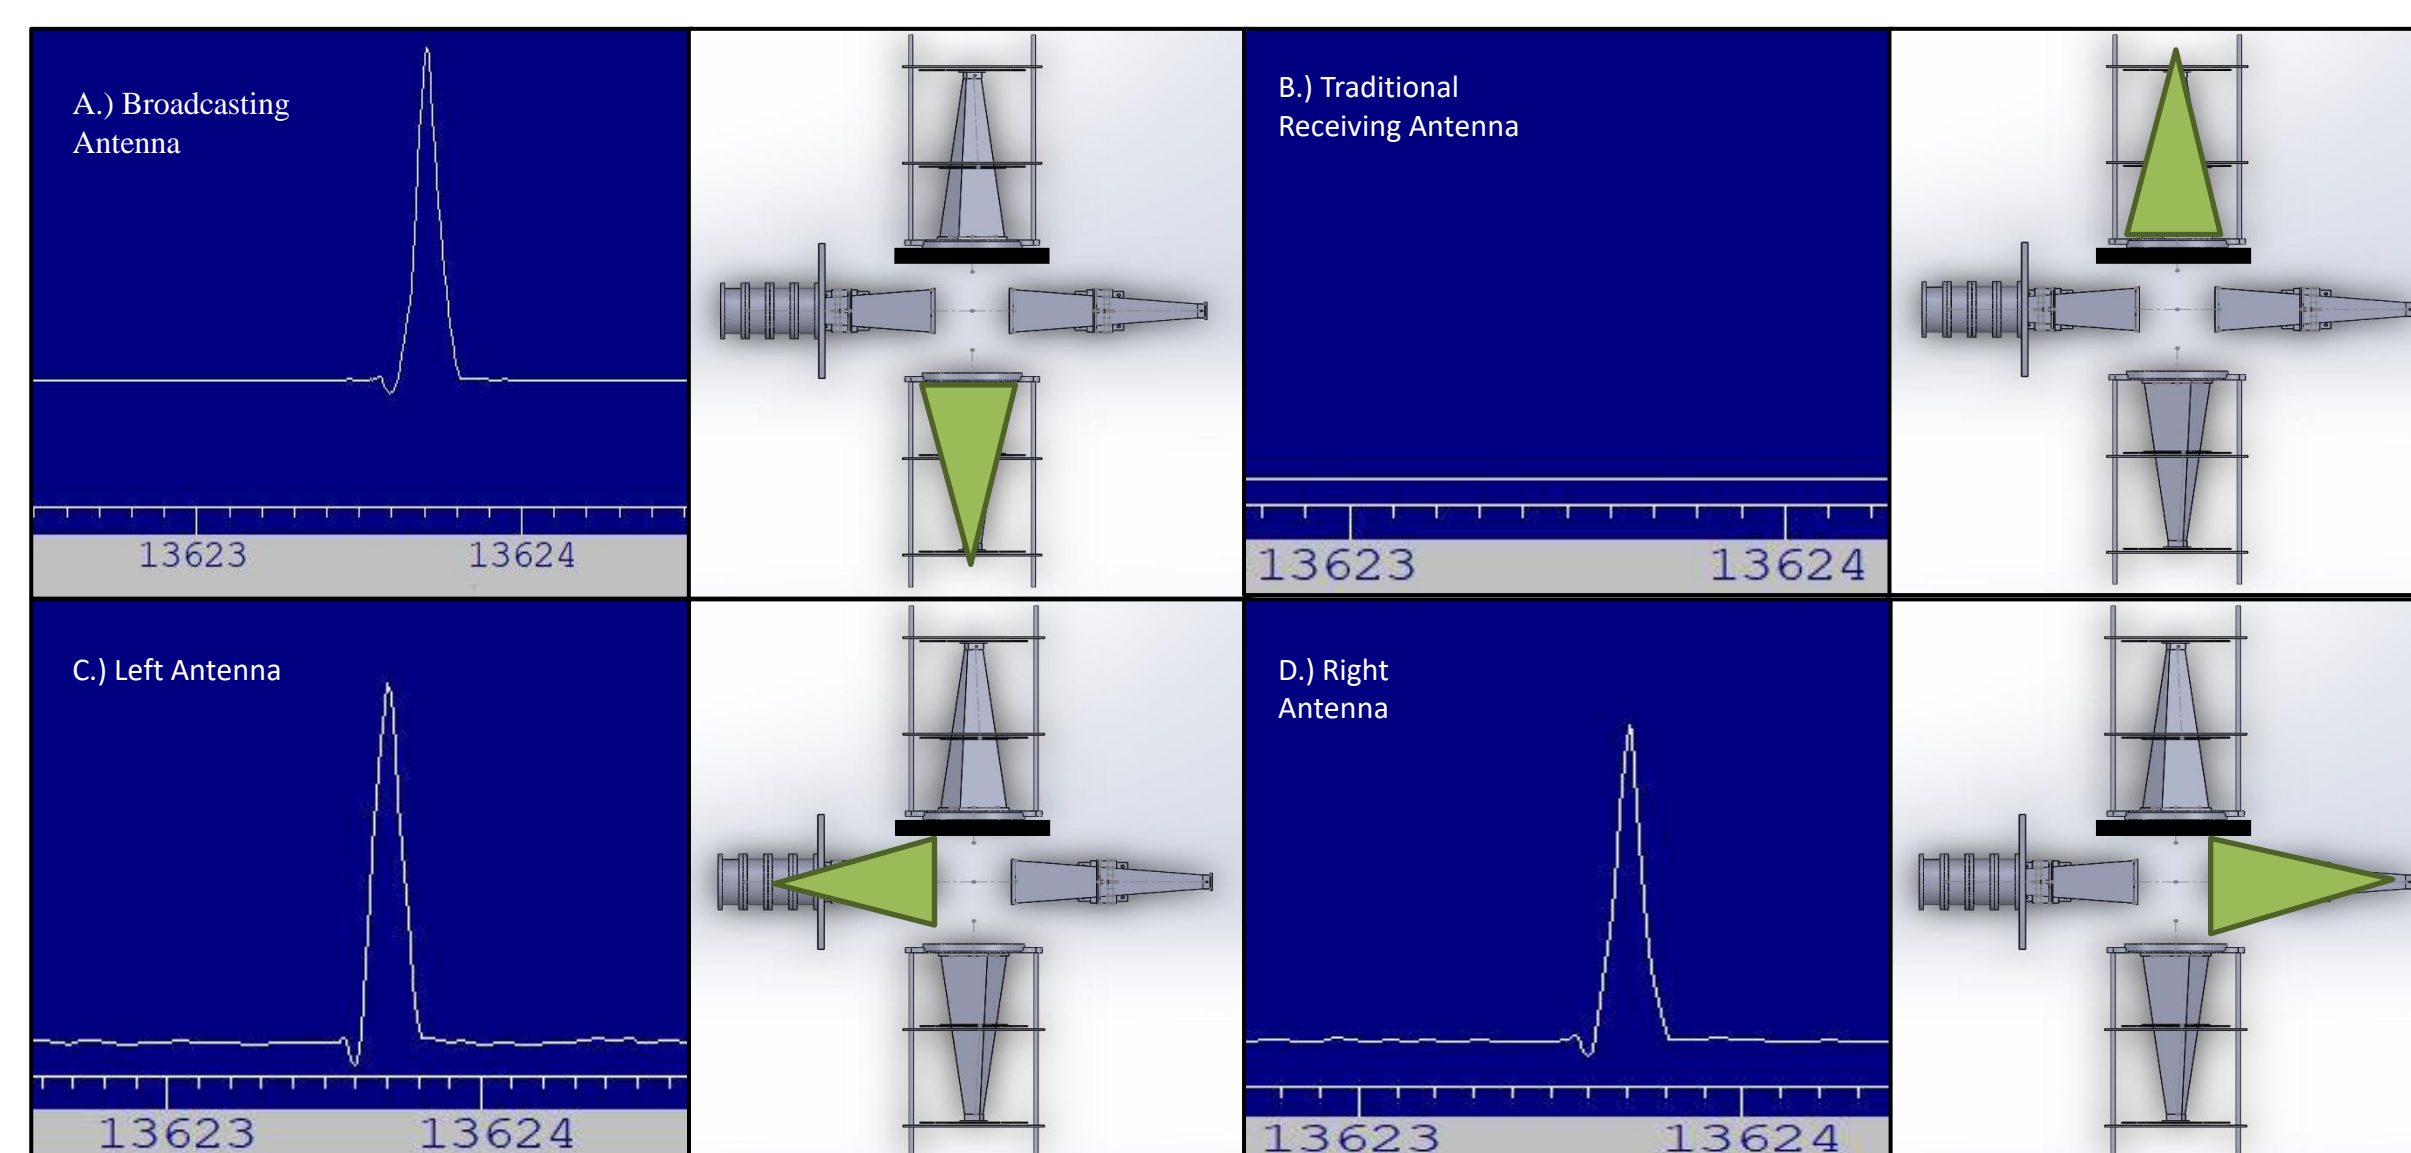 A.) Broadcasting
Antenna
13623 13624
B.) Traditional
Receiving Antenna
13623 13624
C.) Left Antenna
13623 13624
D.) Right
Antenna
13623 13624